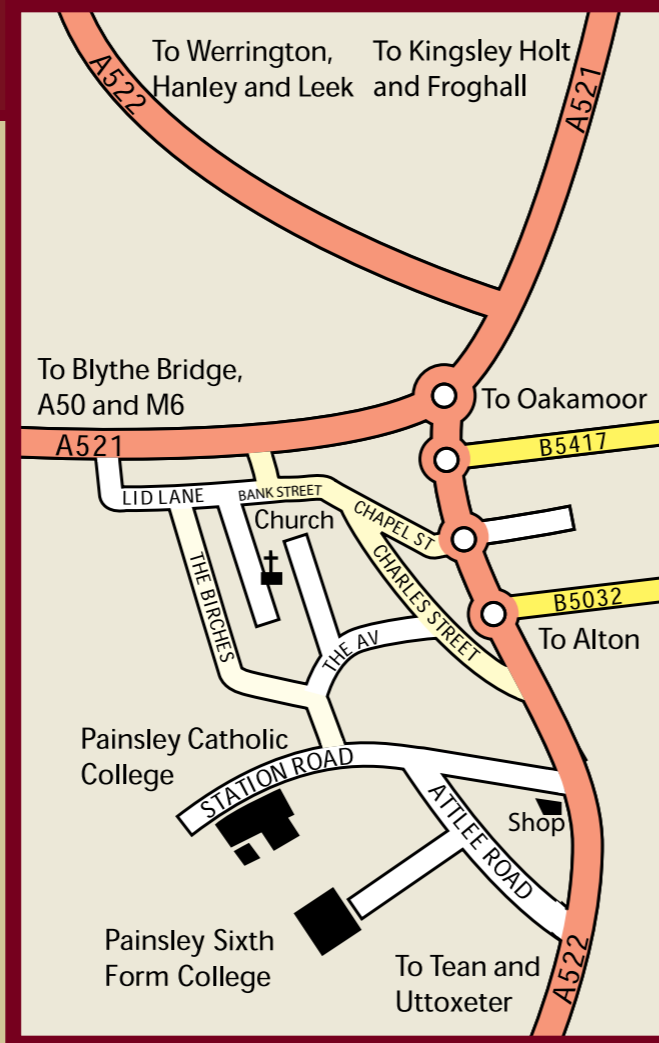 To Werrington,
Hanley and Leek
To Kingsley Holt
and Froghall
A522
A521
To Blythe Bridge,
A50 and M6
To Oakamoor
A521
B5417
LID LANE
BANK STREET
Church
CHAPEL ST
THE BIRCHES
CHARLES STREET
B5032
THE AV
To Alton
Painsley Catholic
College
STATION ROAD
ATTLEE ROAD
Shop
Painsley Sixth
Form College
To Tean and
Uttoxeter
A522